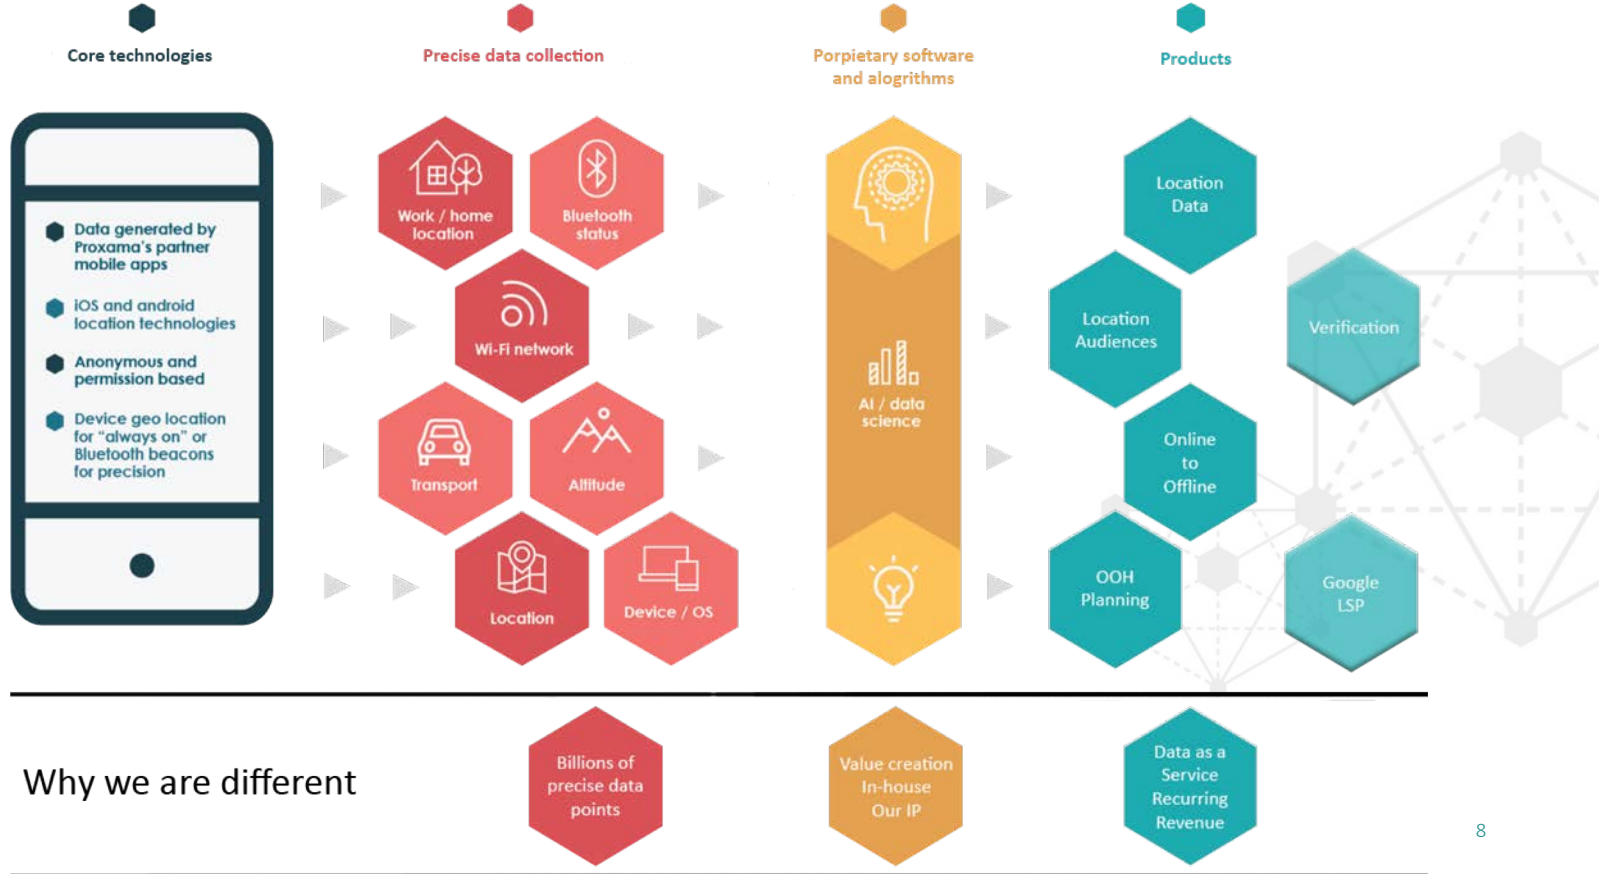 Core technologies
Precise data collection
Porpietary software
and alogrithms
Products
Data generated by
Proxama's partner
mobile apps
iOS and android
location technologies
Anonymous and
permission based
Device geo location
for “always on” or
Bluetooth beacons
for precision
Work / home
location
Bluetooth
status
Wi-Fi network
Transport
Altitude
Location
Device / OS
AI / data
science
Location
Data
Location
Audiences
Verification
Online
to
Offline
OOH
Planning
Google
LSP
Why we are different
Billions of
precise data
points
Value creation
In-house
Our IP
Data as a
Service
Recurring
Revenue
8